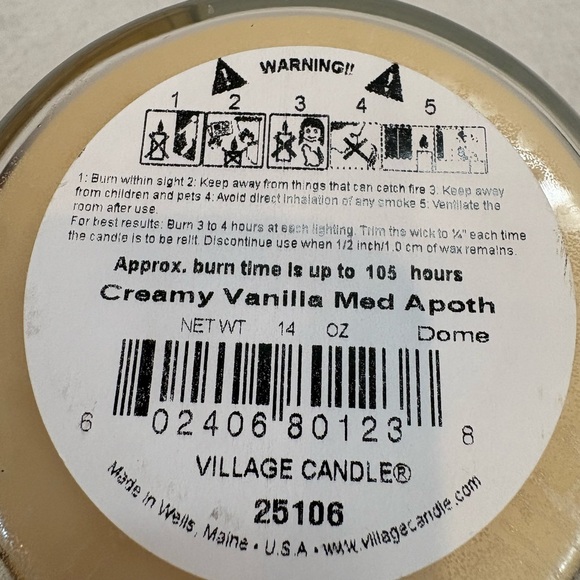 WARNING!!
1 2 3 4 5
1: Burn within sight 2: Keep away from things that can catch fire 3: Keep away
from children and pets 4: Avoid direct inhalation of any smoke 5: Ventilate the
room after use.
For best results: Burn 3 to 4 hours at each lighting. Trim the wick to ¼" each time
the candle is to be relit. Discontinue use when 1/2 inch/1.0 cm of wax remains.
Approx. burn time is up to 105 hours
Creamy Vanilla Med Apoth
NET WT 14 OZ Dome
6 02406 80123 8
VILLAGE CANDLE®
25106
Made in Wells, Maine • U.S.A • www.villagecandle.com